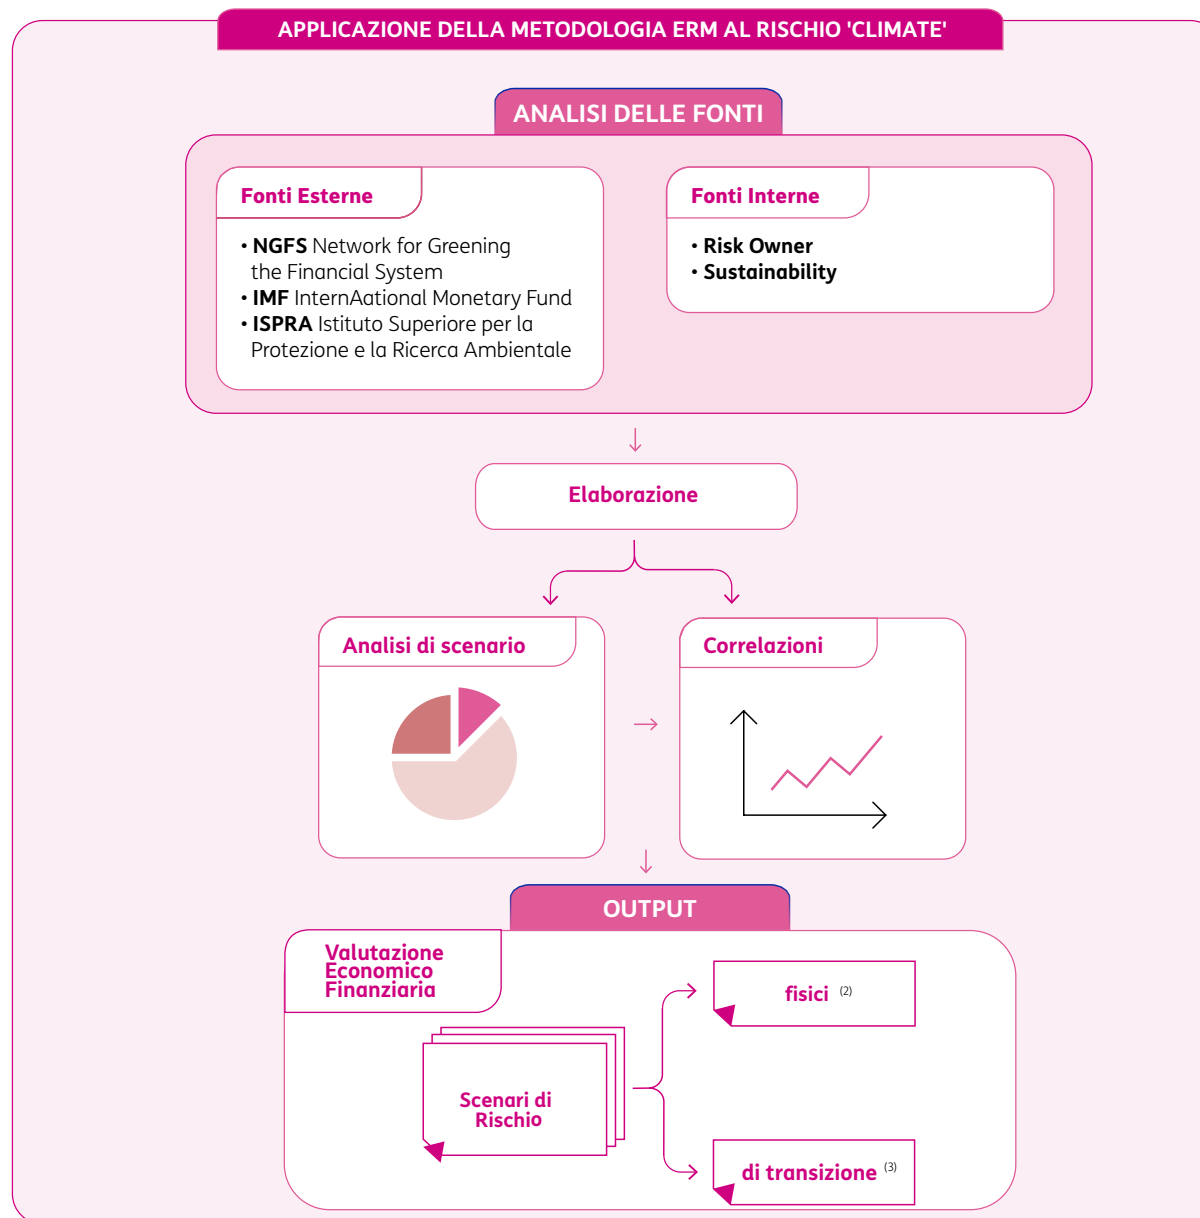 APPLICAZIONE DELLA METODOLOGIA ERM AL RISCHIO 'CLIMATE'
ANALISI DELLE FONTI
Fonti Esterne
• NGFS Network for Greening
the Financial System
• IMF InternAational Monetary Fund
• ISPRA Istituto Superiore per la
Protezione e la Ricerca Ambientale
Fonti Interne
• Risk Owner
• Sustainability
Elaborazione
Analisi di scenario
Correlazioni
OUTPUT
Valutazione
Economico
Finanziaria
Scenari di
Rischio
fisici (2)
di transizione (3)